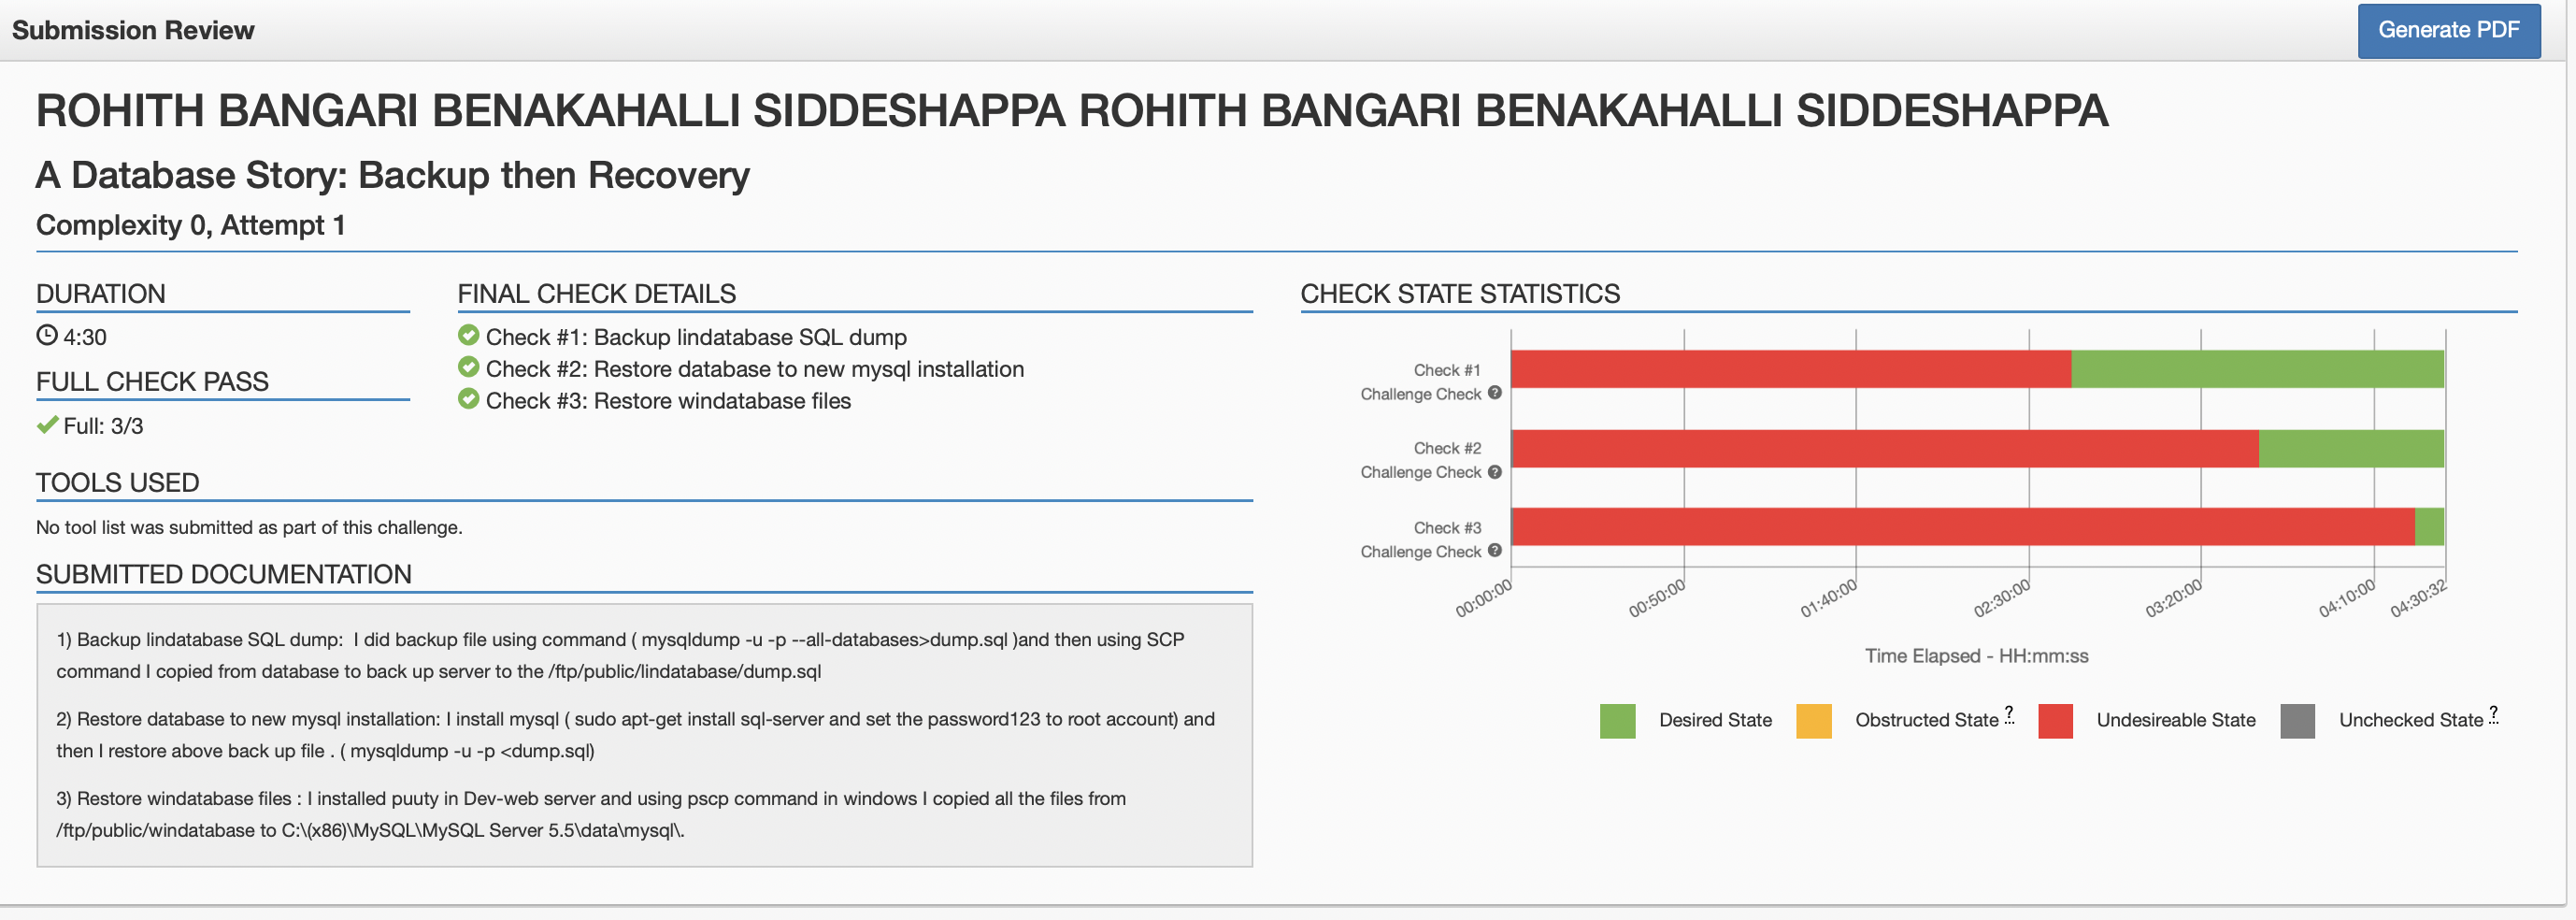 Submission Review
Generate PDF
ROHITH BANGARI BENAKAHALLI SIDDESHAPPA ROHITH BANGARI BENAKAHALLI SIDDESHAPPA
A Database Story: Backup then Recovery
Complexity 0, Attempt 1
DURATION
4:30
FULL CHECK PASS
Full: 3/3
FINAL CHECK DETAILS
Check #1: Backup lindatabase SQL dump
Check #2: Restore database to new mysql installation
Check #3: Restore windatabase files
TOOLS USED
No tool list was submitted as part of this challenge.
SUBMITTED DOCUMENTATION
1) Backup lindatabase SQL dump:  I did backup file using command ( mysqldump -u -p --all-databases>dump.sql )and then using SCP
command I copied from database to back up server to the /ftp/public/lindatabase/dump.sql
2) Restore database to new mysql installation: I install mysql ( sudo apt-get install sql-server and set the password123 to root account) and
then I restore above back up file . ( mysqldump -u -p <dump.sql)
3) Restore windatabase files : I installed puuty in Dev-web server and using pscp command in windows I copied all the files from
/ftp/public/windatabase to C:\(x86)\MySQL\MySQL Server 5.5\data\mysql\.
CHECK STATE STATISTICS
Check #1
Challenge Check ?
Check #2
Challenge Check ?
Check #3
Challenge Check ?
00:00:00
00:50:00
01:40:00
02:30:00
03:20:00
04:10:00
04:30:32
Time Elapsed - HH:mm:ss
Desired State
Obstructed State ?
Undesireable State
Unchecked State ?